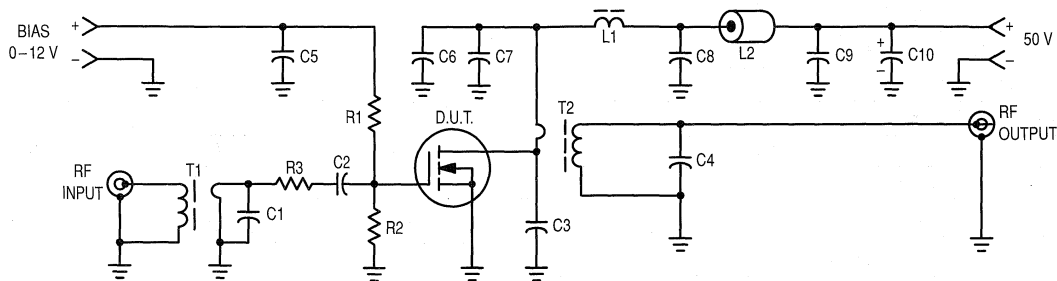 BIAS
0–12 V
+
–
C5
C6
C7
L1
C8
L2
C9
+
–
C10
+
–
50 V
R1
D.U.T.
T2
RF
OUTPUT
RF
INPUT
T1
C1
R3
C2
R2
C3
C4